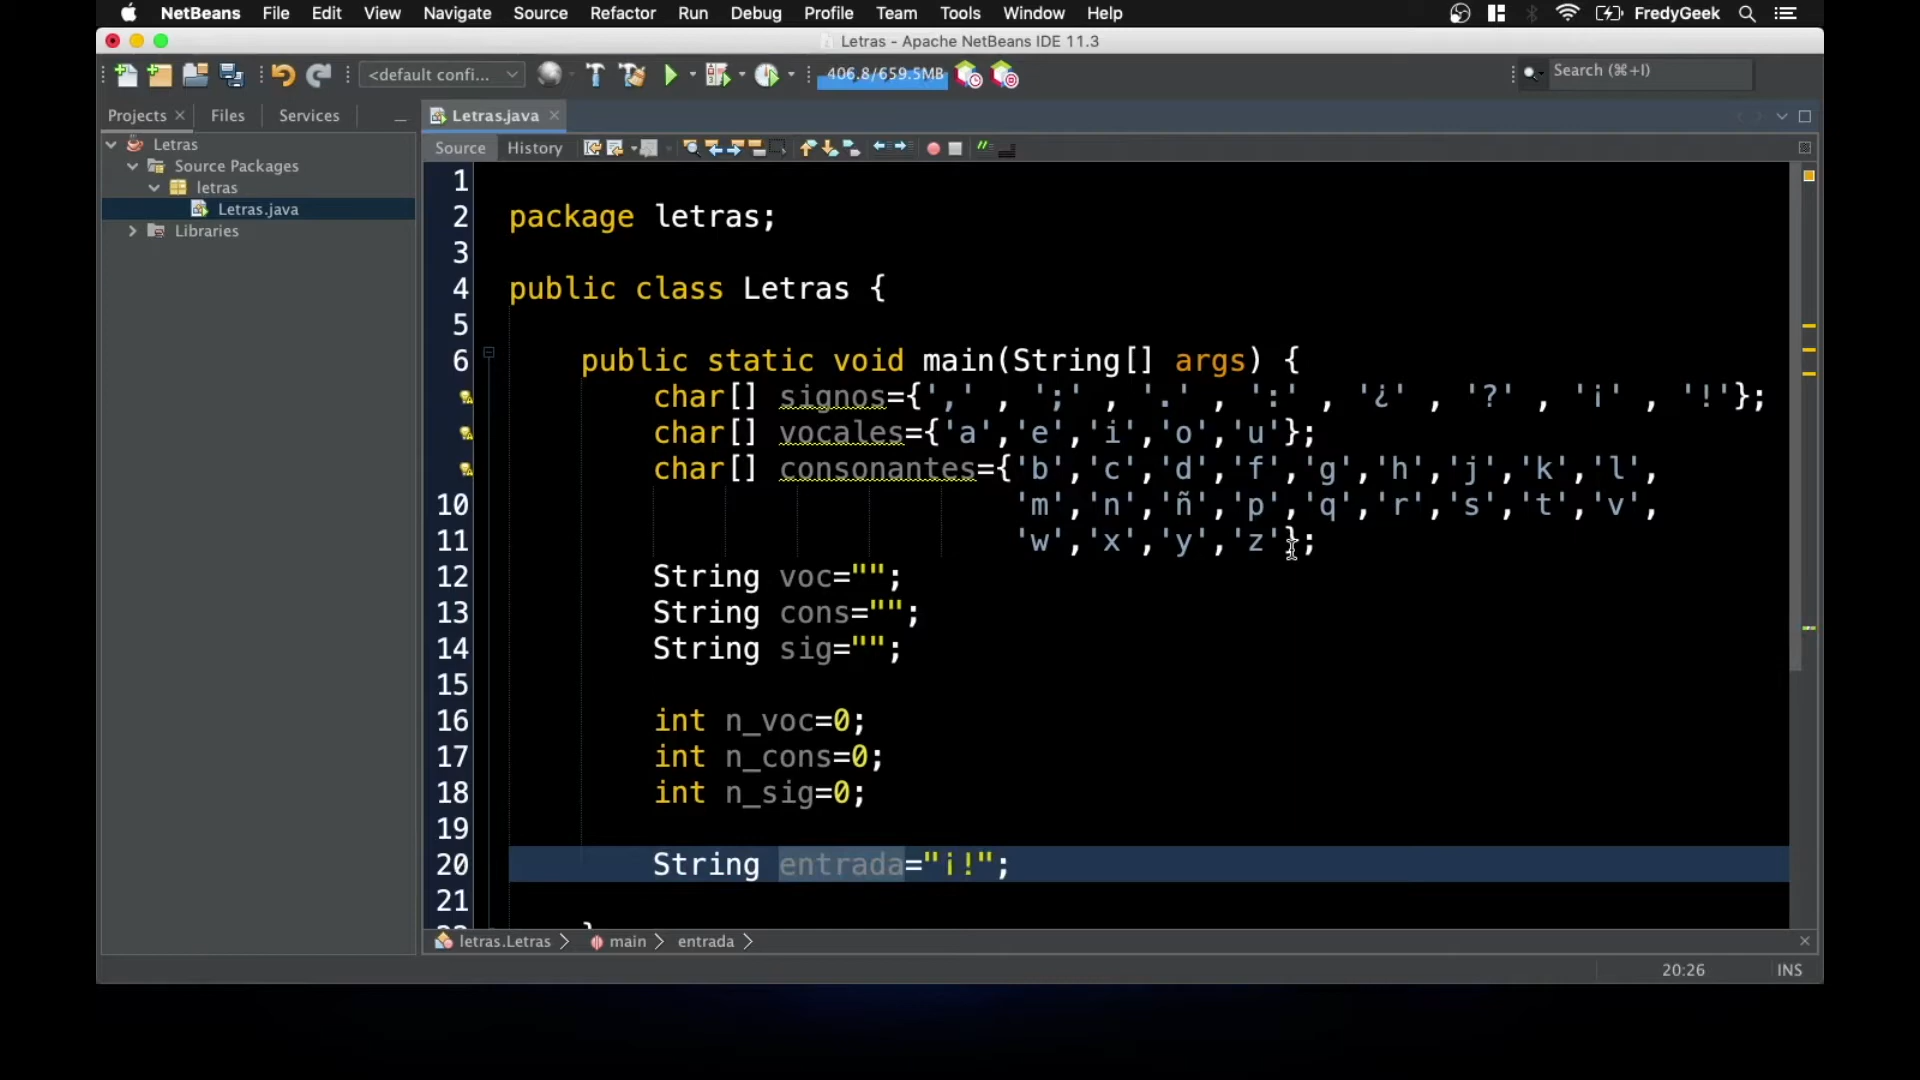 NetBeans File Edit View Navigate Source Refactor Run Debug Profile Team Tools Window Help FredyGeek
Letras - Apache NetBeans IDE 11.3
<default confi... 406.8/659.5MB Search (⌘+I)
Projects Files Services Letras.java
Source History
Letras
Source Packages
letras
Letras.java
Libraries
1
2 package letras;
3
4 public class Letras {
5
6 public static void main(String[] args) {
char[] signos={',' , ';' , '.' , ':' , '¿' , '?' , '¡' , '!'};
char[] vocales={'a','e','i','o','u'};
char[] consonantes={'b','c','d','f','g','h','j','k','l',
10 'm','n','ñ','p','q','r','s','t','v',
11 'w','x','y','z'};
12 String voc="";
13 String cons="";
14 String sig="";
15
16 int n_voc=0;
17 int n_cons=0;
18 int n_sig=0;
19
20 String entrada="¡!";
21
letras.Letras main entrada
20:26 INS